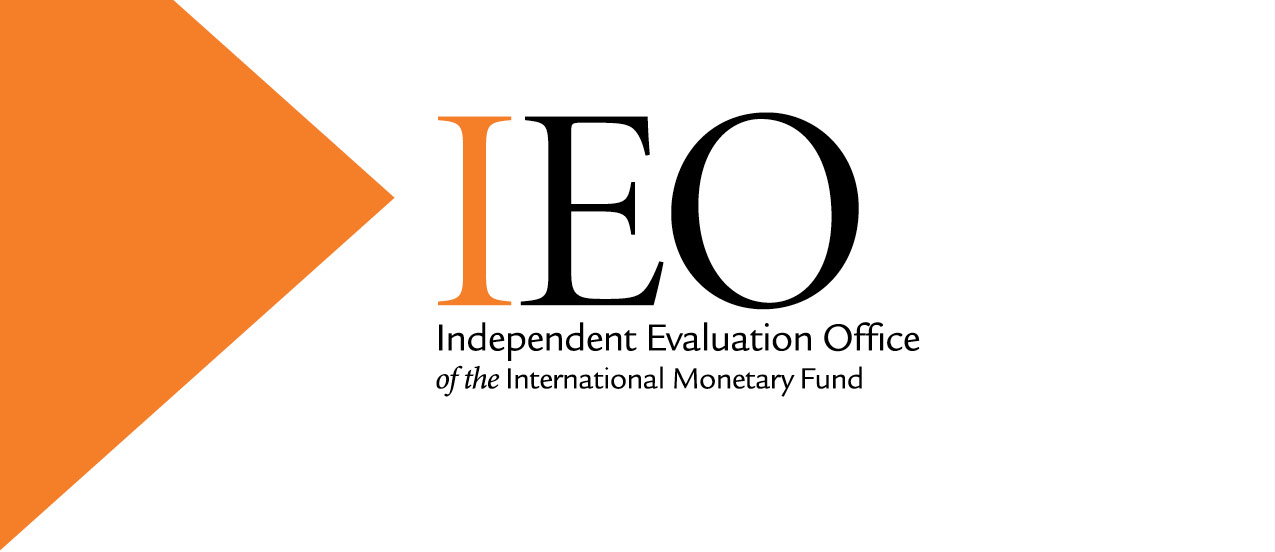 IEO
Independent Evaluation Office
of the International Monetary Fund